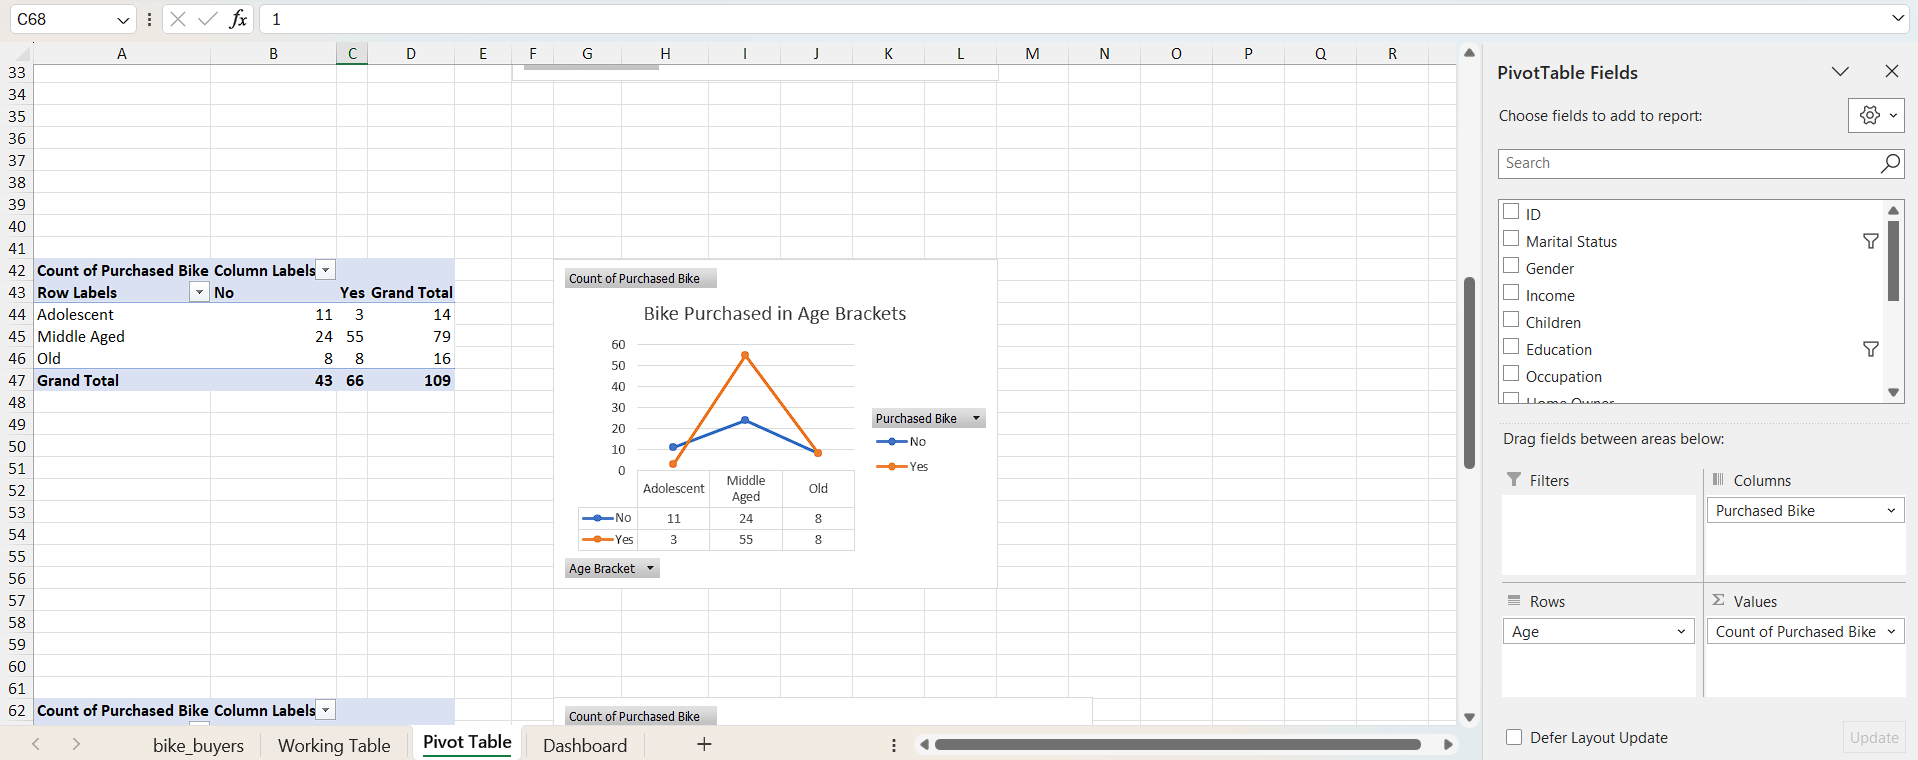 C68
fx
1
A B C D E F G H I J K L M N O P Q R
33
34
35
36
37
38
39
40
41
42 Count of Purchased Bike Column Labels
43 Row Labels No Yes Grand Total
44 Adolescent 11 3 14
45 Middle Aged 24 55 79
46 Old 8 8 16
47 Grand Total 43 66 109
48
49
50
51
52
53
54
55
56
57
58
59
60
61
62 Count of Purchased Bike Column Labels
Count of Purchased Bike
Bike Purchased in Age Brackets
60
50
40
30
20
10
0
Adolescent Middle Aged Old
No 11 24 8
Yes 3 55 8
Purchased Bike
No
Yes
Age Bracket
Count of Purchased Bike
bike_buyers Working Table Pivot Table Dashboard +
PivotTable Fields
Choose fields to add to report:
Search
ID
Marital Status
Gender
Income
Children
Education
Occupation
Home Owner
Drag fields between areas below:
Filters
Columns
Purchased Bike
Rows
Age
Σ Values
Count of Purchased Bike
Defer Layout Update
Update